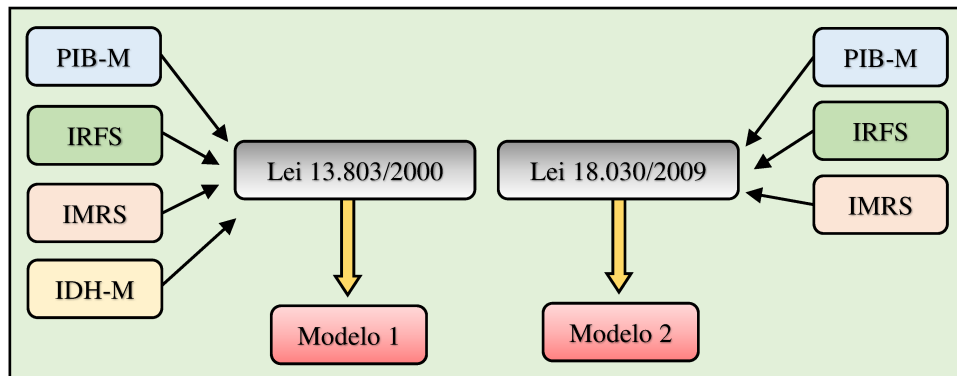 PIB-M
IRFS
IMRS
IDH-M
Lei 13.803/2000
Modelo 1
Lei 18.030/2009
Modelo 2
PIB-M
IRFS
IMRS